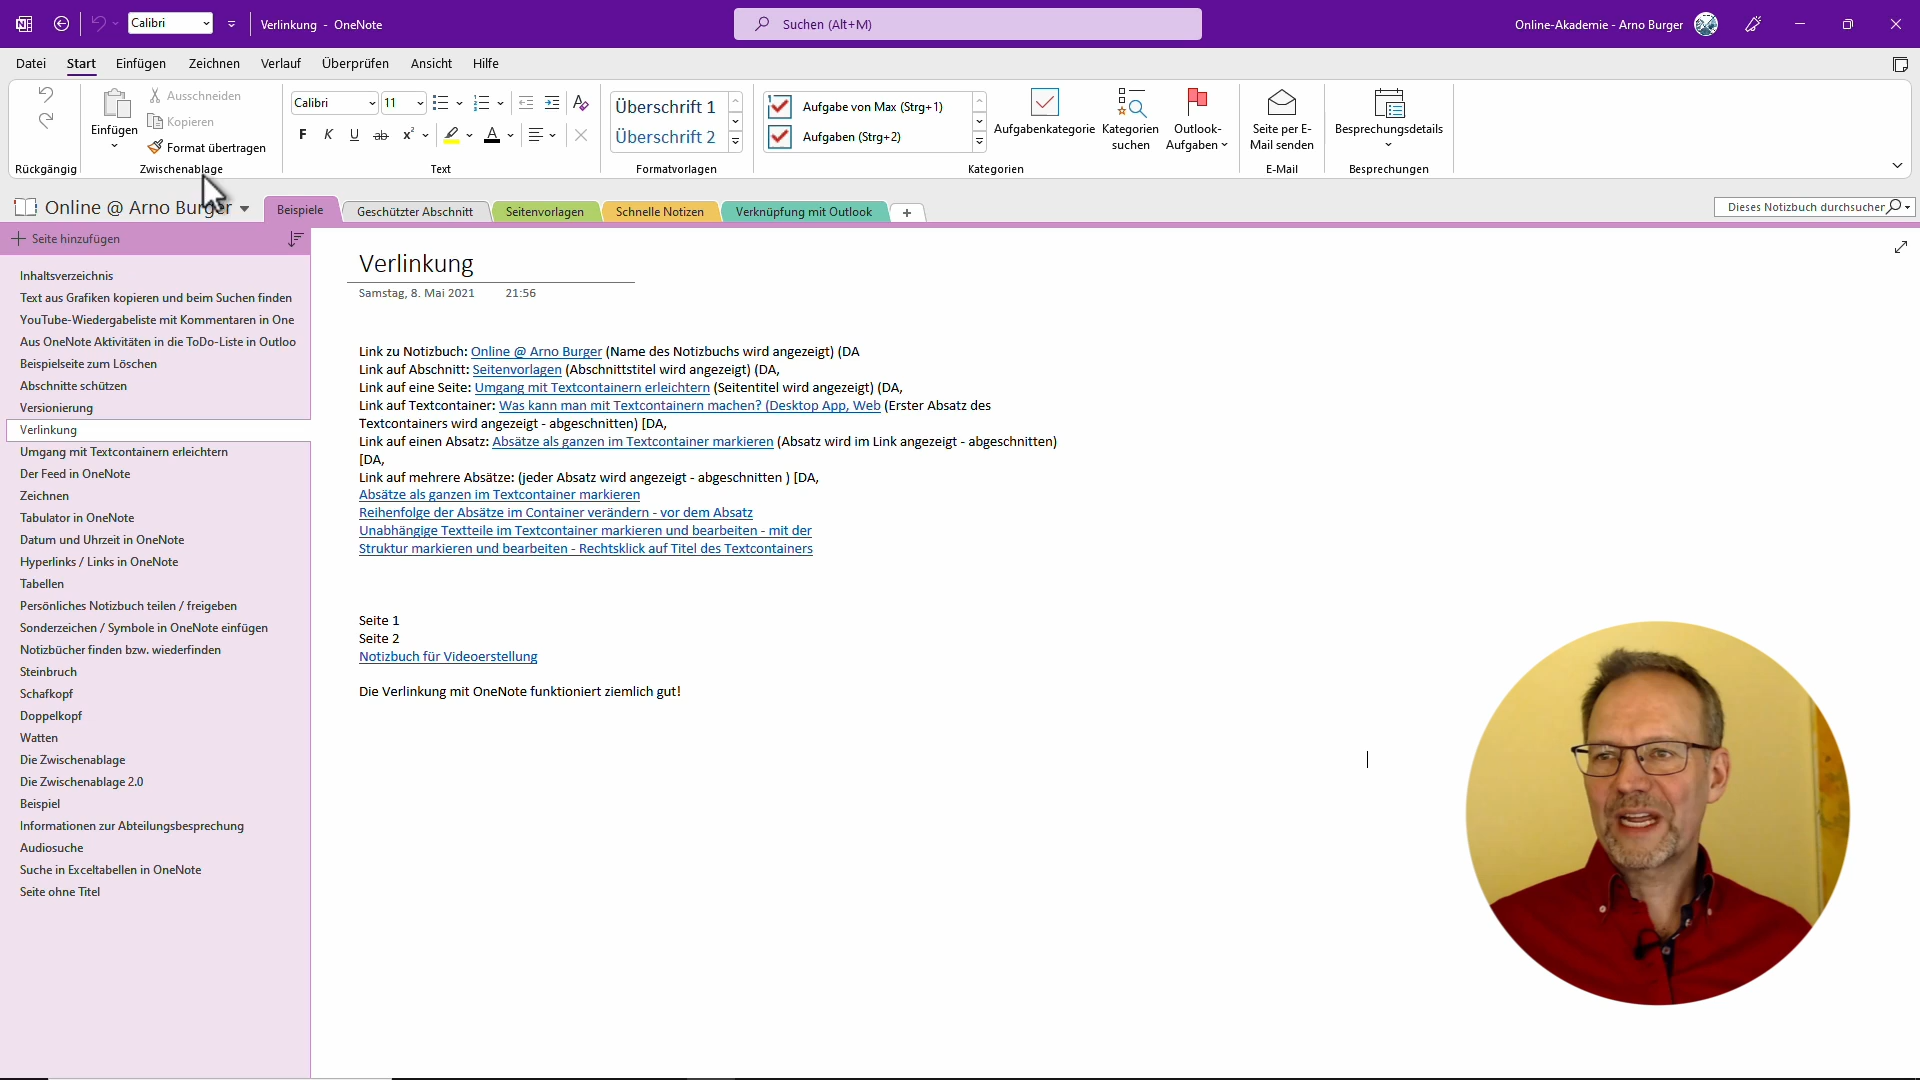 Calibri
Verlinkung - OneNote
Suchen (Alt+M)
Online-Akademie - Arno Burger
Datei Start Einfügen Zeichnen Verlauf Überprüfen Ansicht Hilfe
Einfügen
Ausschneiden
Kopieren
Format übertragen
Calibri 11
F K U ab x²
Überschrift 1
Überschrift 2
Aufgabe von Max (Strg+1)
Aufgaben (Strg+2)
Aufgabenkategorie
Kategorien
suchen
Outlook-
Aufgaben
Seite per E-
Mail senden
Besprechungsdetails
Rückgängig Zwischenablage Text Formatvorlagen Kategorien E-Mail Besprechungen
Online @ Arno Burger
Beispiele Geschützter Abschnitt Seitenvorlagen Schnelle Notizen Verknüpfung mit Outlook +
Dieses Notizbuch durchsuchen
Seite hinzufügen
Inhaltsverzeichnis
Text aus Grafiken kopieren und beim Suchen finden
YouTube-Wiedergabeliste mit Kommentaren in One
Aus OneNote Aktivitäten in die ToDo-Liste in Outloo
Beispielseite zum Löschen
Abschnitte schützen
Versionierung
Verlinkung
Umgang mit Textcontainern erleichtern
Der Feed in OneNote
Zeichnen
Tabulator in OneNote
Datum und Uhrzeit in OneNote
Hyperlinks / Links in OneNote
Tabellen
Persönliches Notizbuch teilen / freigeben
Sonderzeichen / Symbole in OneNote einfügen
Notizbücher finden bzw. wiederfinden
Steinbruch
Schafkopf
Doppelkopf
Watten
Die Zwischenablage
Die Zwischenablage 2.0
Beispiel
Informationen zur Abteilungsbesprechung
Audiosuche
Suche in Exceltabellen in OneNote
Seite ohne Titel
Verlinkung
Samstag, 8. Mai 2021 21:56
Link zu Notizbuch: Online @ Arno Burger (Name des Notizbuchs wird angezeigt) (DA
Link auf Abschnitt: Seitenvorlagen (Abschnittstitel wird angezeigt) (DA,
Link auf eine Seite: Umgang mit Textcontainern erleichtern (Seitentitel wird angezeigt) (DA,
Link auf Textcontainer: Was kann man mit Textcontainern machen? (Desktop App, Web (Erster Absatz des
Textcontainers wird angezeigt - abgeschnitten) [DA,
Link auf einen Absatz: Absätze als ganzen im Textcontainer markieren (Absatz wird im Link angezeigt - abgeschnitten)
[DA,
Link auf mehrere Absätze: (jeder Absatz wird angezeigt - abgeschnitten ) [DA,
Absätze als ganzen im Textcontainer markieren
Reihenfolge der Absätze im Container verändern - vor dem Absatz
Unabhängige Textteile im Textcontainer markieren und bearbeiten - mit der
Struktur markieren und bearbeiten - Rechtsklick auf Titel des Textcontainers
Seite 1
Seite 2
Notizbuch für Videoerstellung
Die Verlinkung mit OneNote funktioniert ziemlich gut!